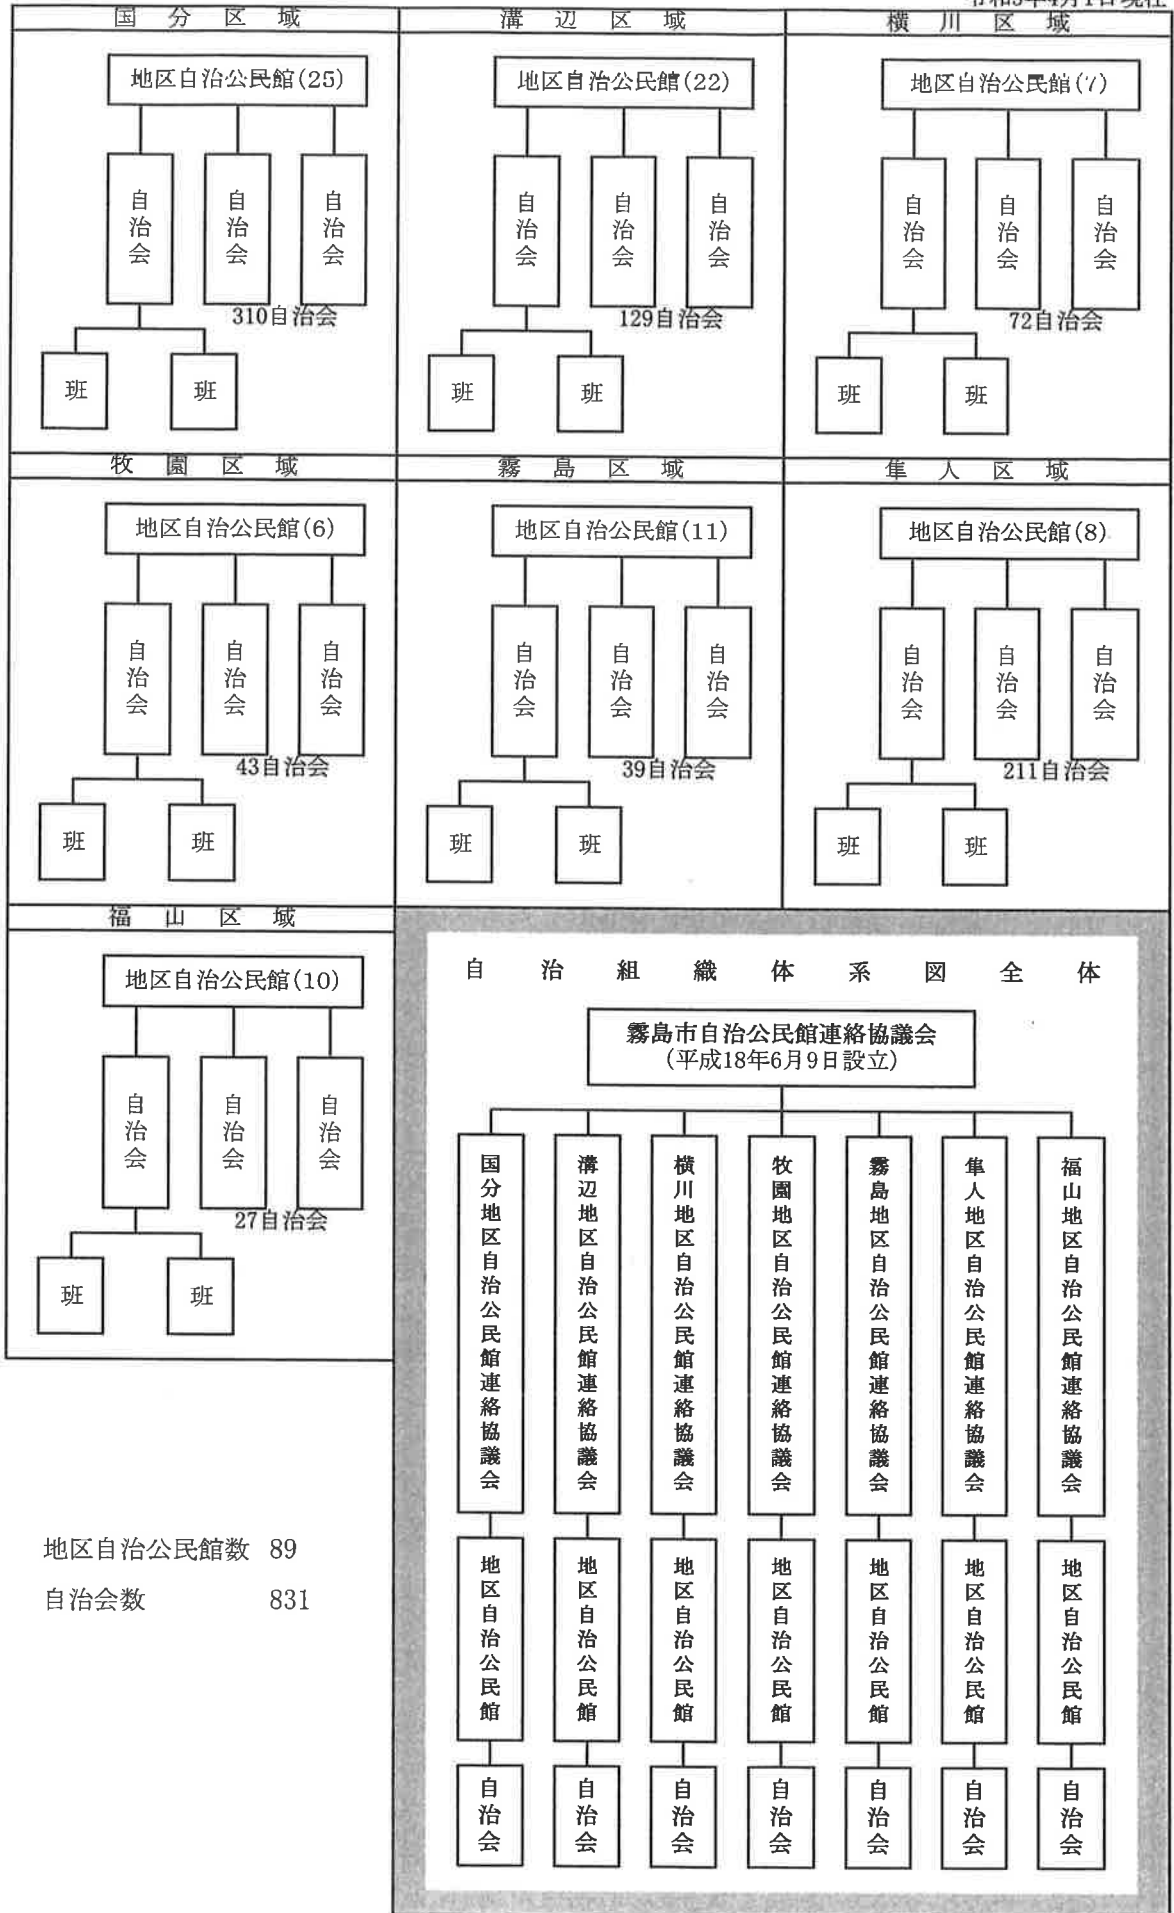 令和5年4月1日現在
国分区域
地区自治公民館(25)
自治会
自治会
自治会
310自治会
班
班
溝辺区域
地区自治公民館(22)
自治会
自治会
自治会
129自治会
班
班
横川区域
地区自治公民館(7)
自治会
自治会
自治会
72自治会
班
班
牧園区域
地区自治公民館(6)
自治会
自治会
自治会
43自治会
班
班
霧島区域
地区自治公民館(11)
自治会
自治会
自治会
39自治会
班
班
隼人区域
地区自治公民館(8)
自治会
自治会
自治会
211自治会
班
班
福山区域
地区自治公民館(10)
自治会
自治会
自治会
27自治会
班
班
自治組織体系図全体
霧島市自治公民館連絡協議会
(平成18年6月9日設立)
国分地区自治公民館連絡協議会
溝辺地区自治公民館連絡協議会
横川地区自治公民館連絡協議会
牧園地区自治公民館連絡協議会
霧島地区自治公民館連絡協議会
隼人地区自治公民館連絡協議会
福山地区自治公民館連絡協議会
地区自治公民館
地区自治公民館
地区自治公民館
地区自治公民館
地区自治公民館
地区自治公民館
地区自治公民館
自治会
自治会
自治会
自治会
自治会
自治会
自治会
地区自治公民館数 89
自治会数 831